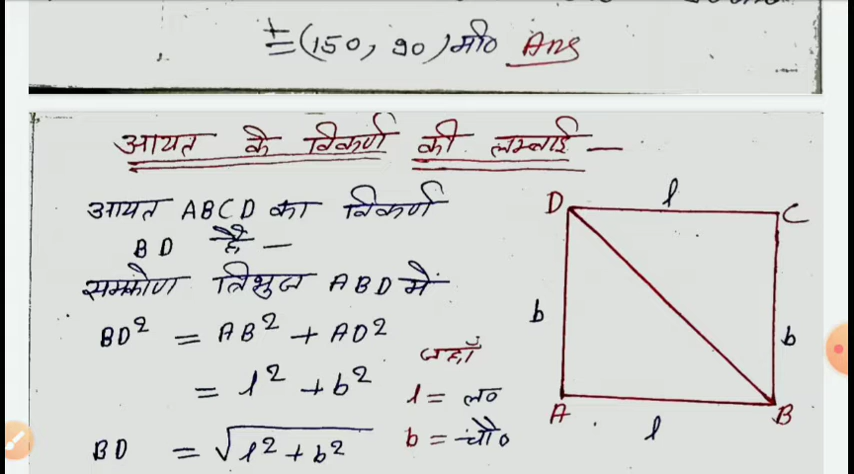 = (150, 90) मी० Ans
आयत के विकर्ण की लम्बाई —
आयत ABCD का विकर्ण
BD है —
समकोण त्रिभुज ABD में
BD² = AB² + AD²
= l² + b²
BD = √l² + b²
जहाँ
l = ल०
b = चौ०
D l C
b b
A l B